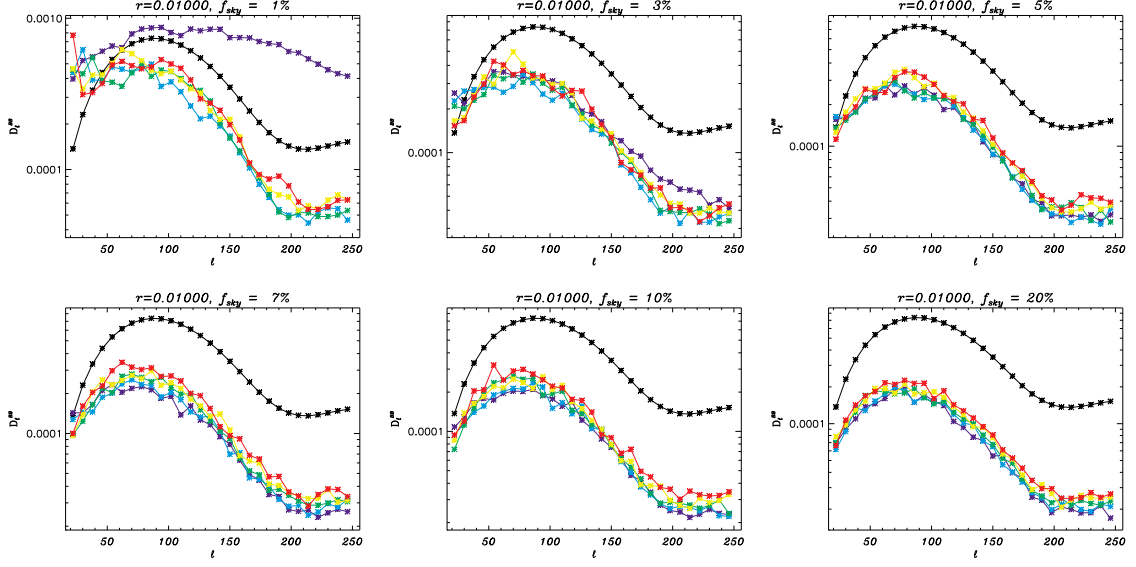 r=0.01000, f_sky = 1%
0.0010
0.0001
D_ℓ^BB
50 100 150 200 250
ℓ
r=0.01000, f_sky = 3%
0.0001
D_ℓ^BB
50 100 150 200 250
ℓ
r=0.01000, f_sky = 5%
0.0001
D_ℓ^BB
50 100 150 200 250
ℓ
r=0.01000, f_sky = 7%
0.0001
D_ℓ^BB
50 100 150 200 250
ℓ
r=0.01000, f_sky = 10%
0.0001
D_ℓ^BB
50 100 150 200 250
ℓ
r=0.01000, f_sky = 20%
0.0001
D_ℓ^BB
50 100 150 200 250
ℓ